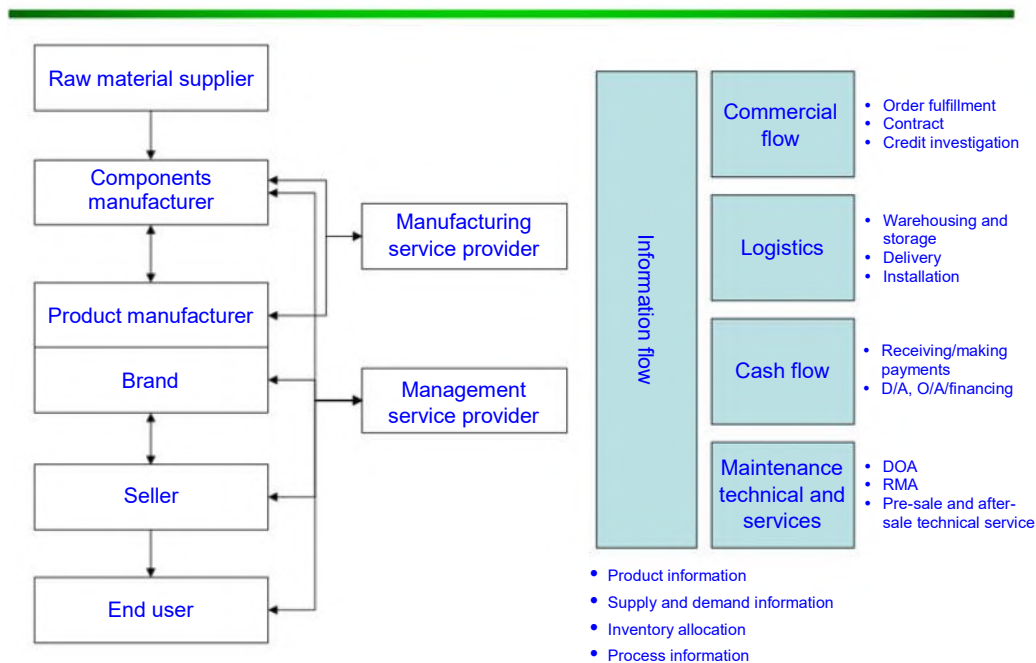 Raw material supplier
Components
manufacturer
Product manufacturer
Brand
Seller
End user
Manufacturing
service provider
Management
service provider
Information flow
Commercial
flow
• Order fulfillment
• Contract
• Credit investigation
Logistics
• Warehousing and
storage
• Delivery
• Installation
Cash flow
• Receiving/making
payments
• D/A, O/A/financing
Maintenance
technical and
services
• DOA
• RMA
• Pre-sale and after-
sale technical service
• Product information
• Supply and demand information
• Inventory allocation
• Process information